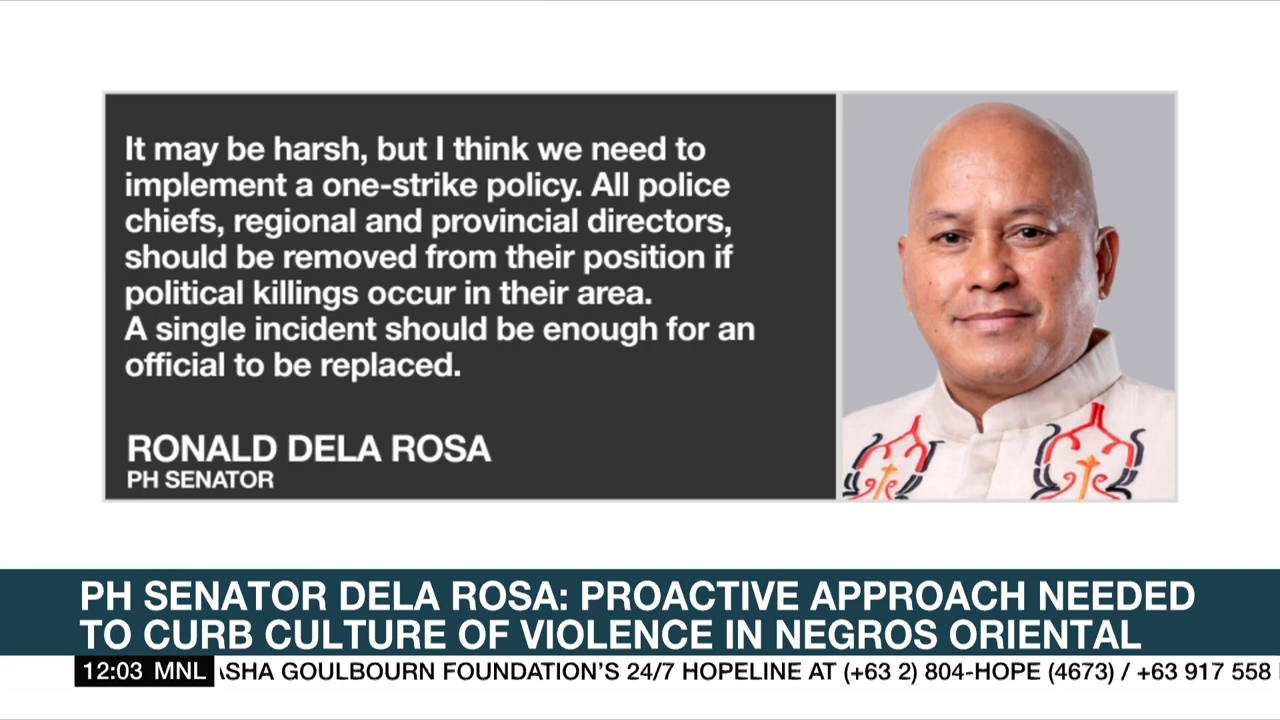 It may be harsh, but I think we need to
implement a one-strike policy. All police
chiefs, regional and provincial directors,
should be removed from their position if
political killings occur in their area.
A single incident should be enough for an
official to be replaced.
RONALD DELA ROSA
PH SENATOR
PH SENATOR DELA ROSA: PROACTIVE APPROACH NEEDED
TO CURB CULTURE OF VIOLENCE IN NEGROS ORIENTAL
12:03 MNL
ASHA GOULBOURN FOUNDATION'S 24/7 HOPELINE AT (+63 2) 804-HOPE (4673) / +63 917 558